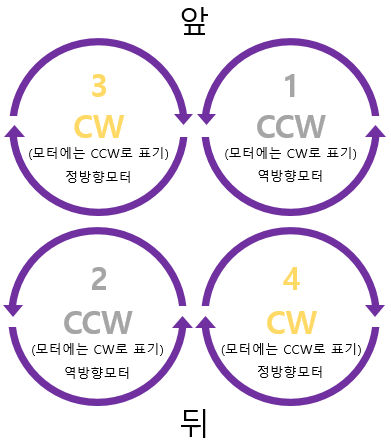 앞
3
CW
(모터에는 CCW로 표기)
정방향모터
1
CCW
(모터에는 CW로 표기)
역방향모터
2
CCW
(모터에는 CW로 표기)
역방향모터
4
CW
(모터에는 CCW로 표기)
정방향모터
뒤